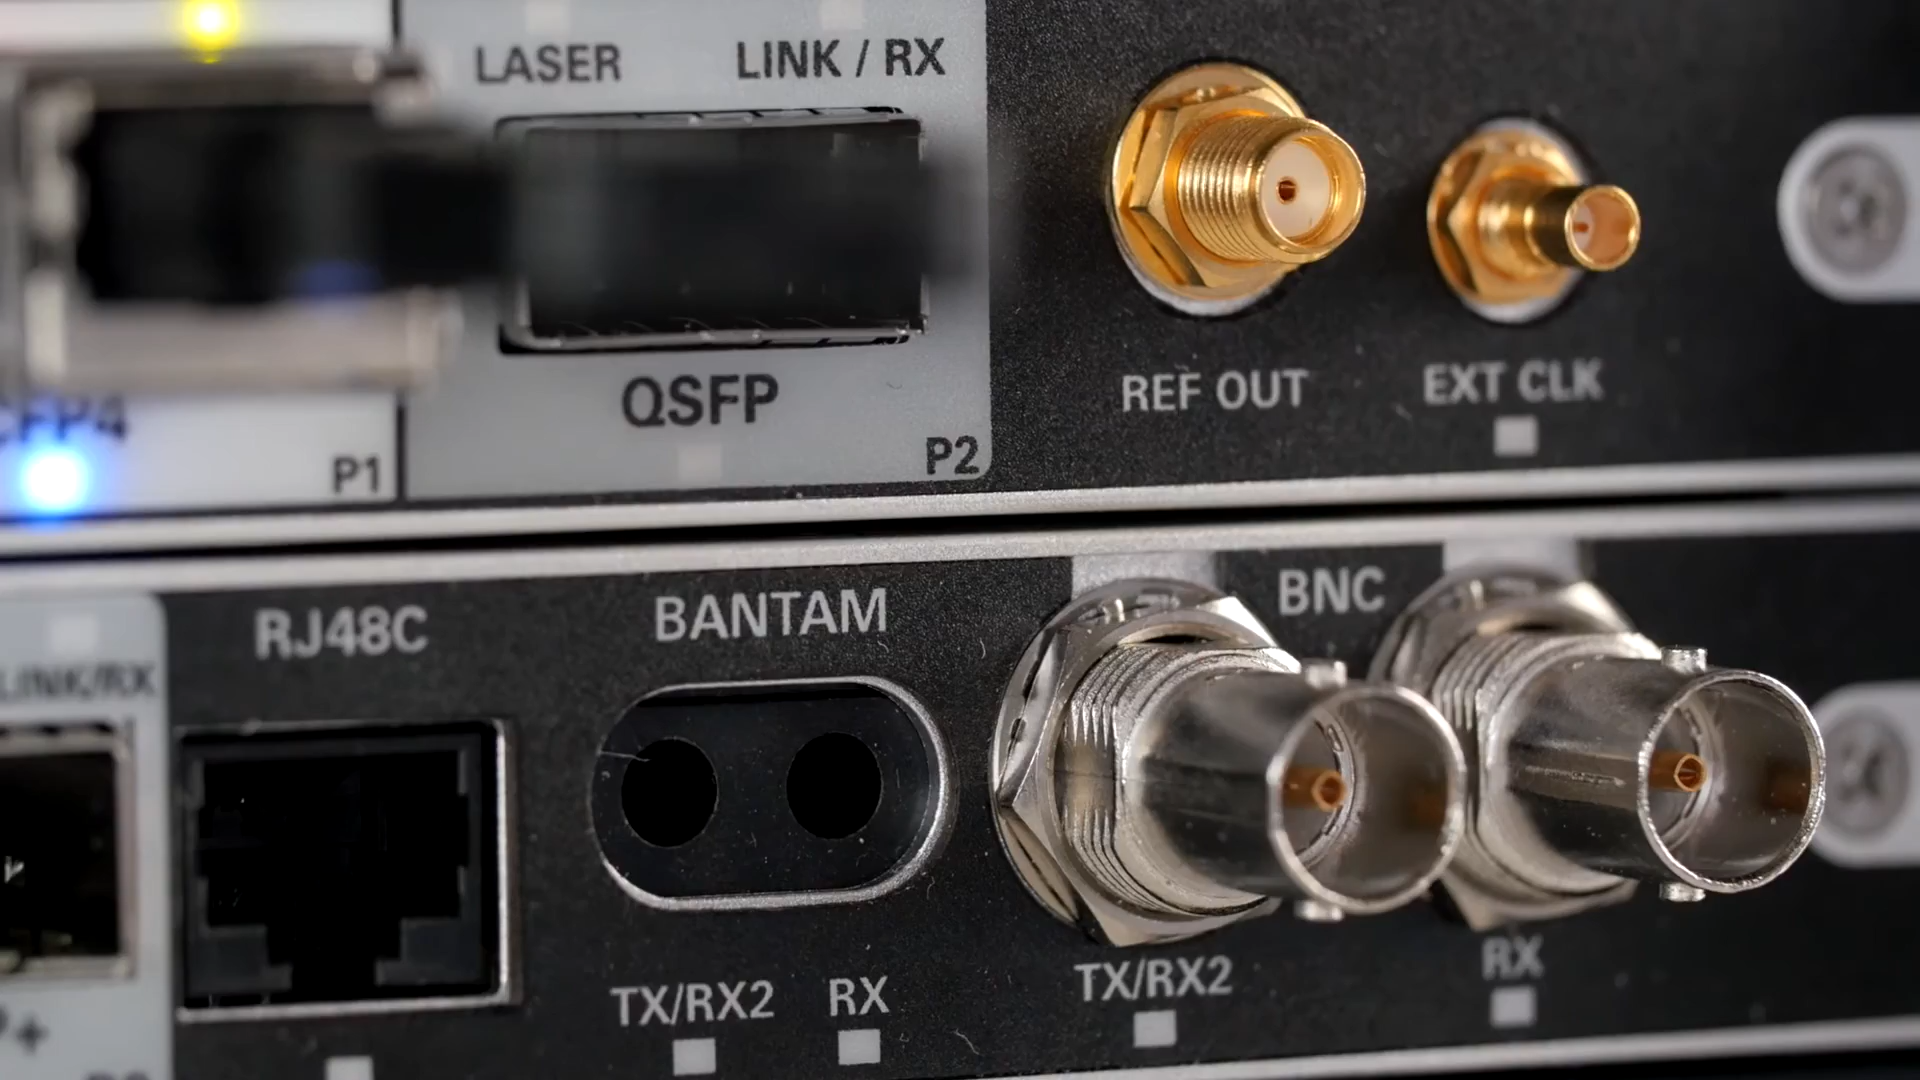 LASER
LINK / RX
QSFP
P1
P2
REF OUT
EXT CLK
CFP4
LINK/RX
RJ48C
BANTAM
BNC
TX/RX2
RX
TX/RX2
RX